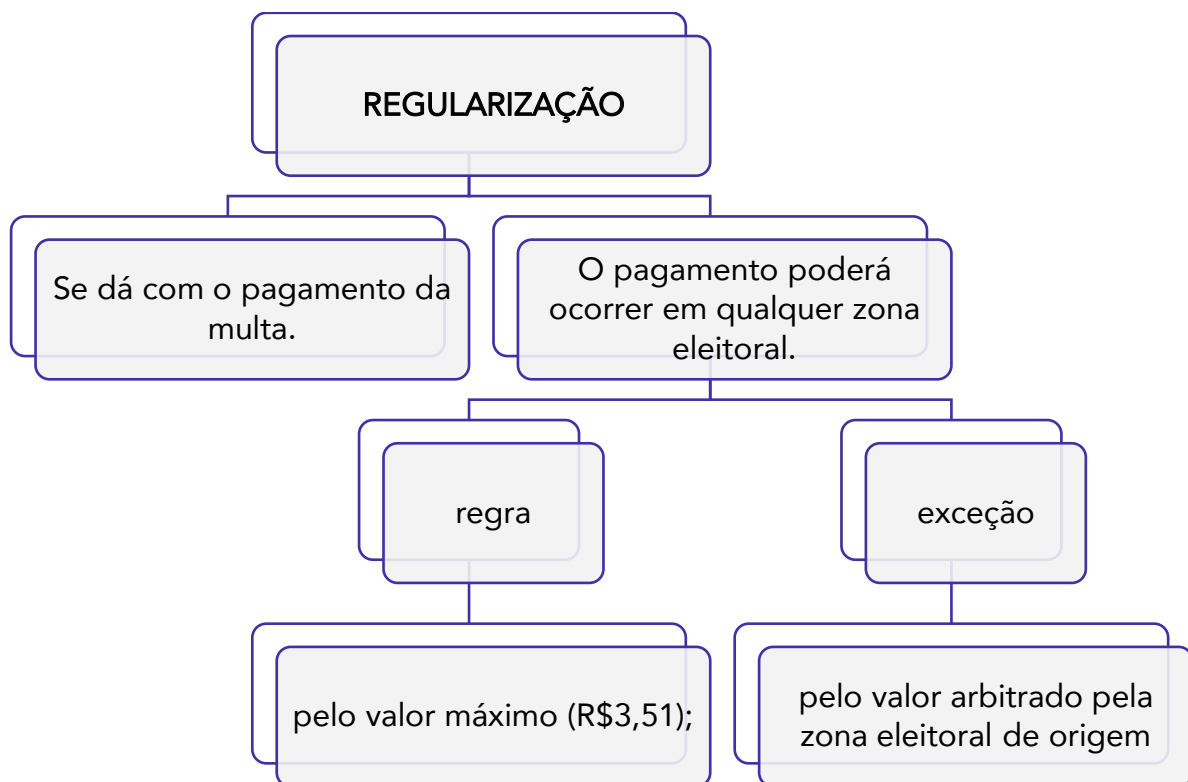 REGULARIZAÇÃO
Se dá com o pagamento da
multa.
O pagamento poderá
ocorrer em qualquer zona
eleitoral.
regra
exceção
pelo valor máximo (R$3,51);
pelo valor arbitrado pela
zona eleitoral de origem